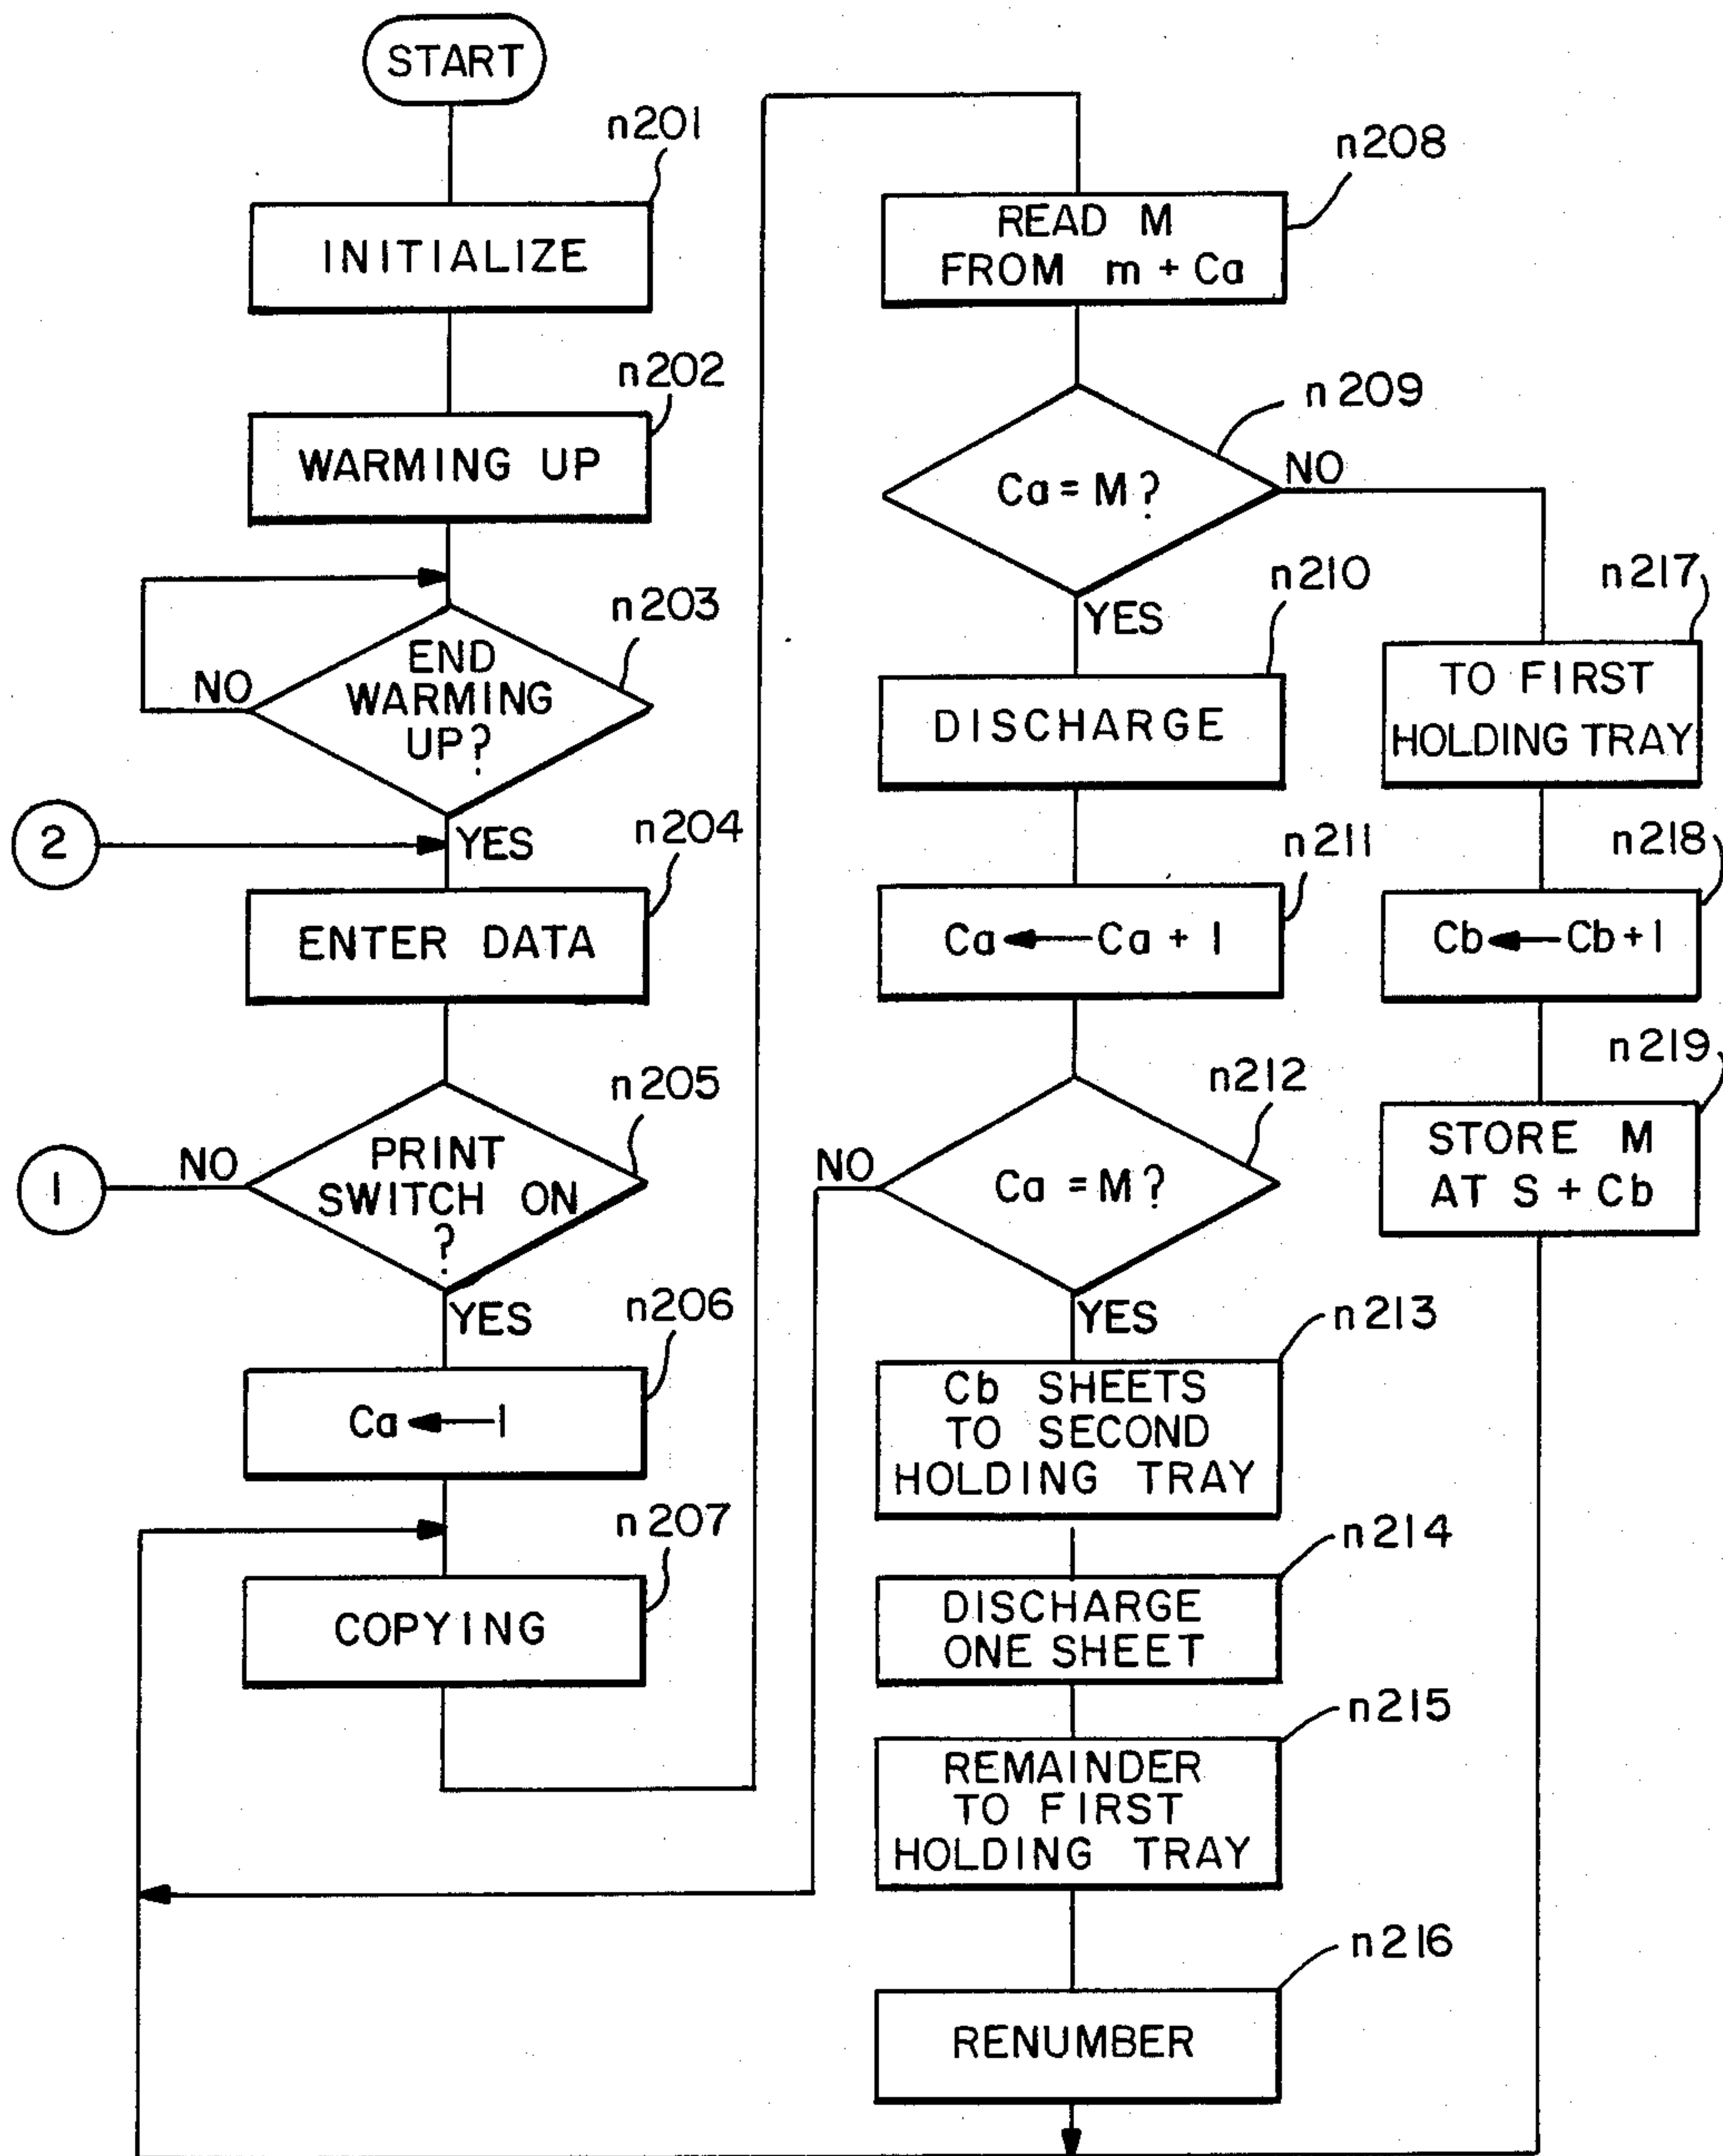 START
n201
INITIALIZE
n202
WARMING UP
n203
END
WARMING
UP?
NO
YES
2
n204
ENTER DATA
n205
PRINT
SWITCH ON
?
NO
1
YES
n206
Ca ← 1
n207
COPYING
n208
READ M
FROM m + Ca
n209
Ca = M ?
NO
YES
n210
DISCHARGE
n211
Ca ← Ca + 1
n212
Ca = M ?
NO
YES
n213
Cb SHEETS
TO SECOND
HOLDING TRAY
n214
DISCHARGE
ONE SHEET
n215
REMAINDER
TO FIRST
HOLDING TRAY
n216
RENUMBER
n217
TO FIRST
HOLDING TRAY
n218
Cb ← Cb + 1
n219
STORE M
AT S + Cb